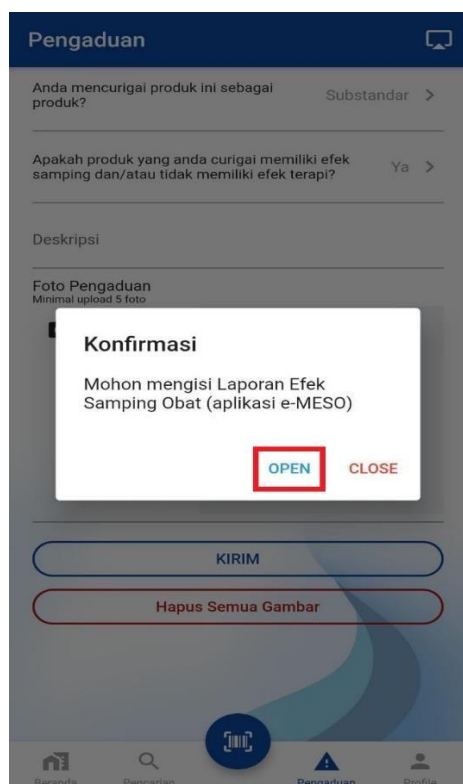 Pengaduan
Anda mencurigai produk ini sebagai
produk?
Substandar
Apakah produk yang anda curigai memiliki efek
samping dan/atau tidak memiliki efek terapi?
Ya
Deskripsi
Foto Pengaduan
Minimal upload 5 foto
Konfirmasi
Mohon mengisi Laporan Efek
Samping Obat (aplikasi e-MESO)
OPEN
CLOSE
KIRIM
Hapus Semua Gambar
Beranda
Pencarian
Pengaduan
Profile